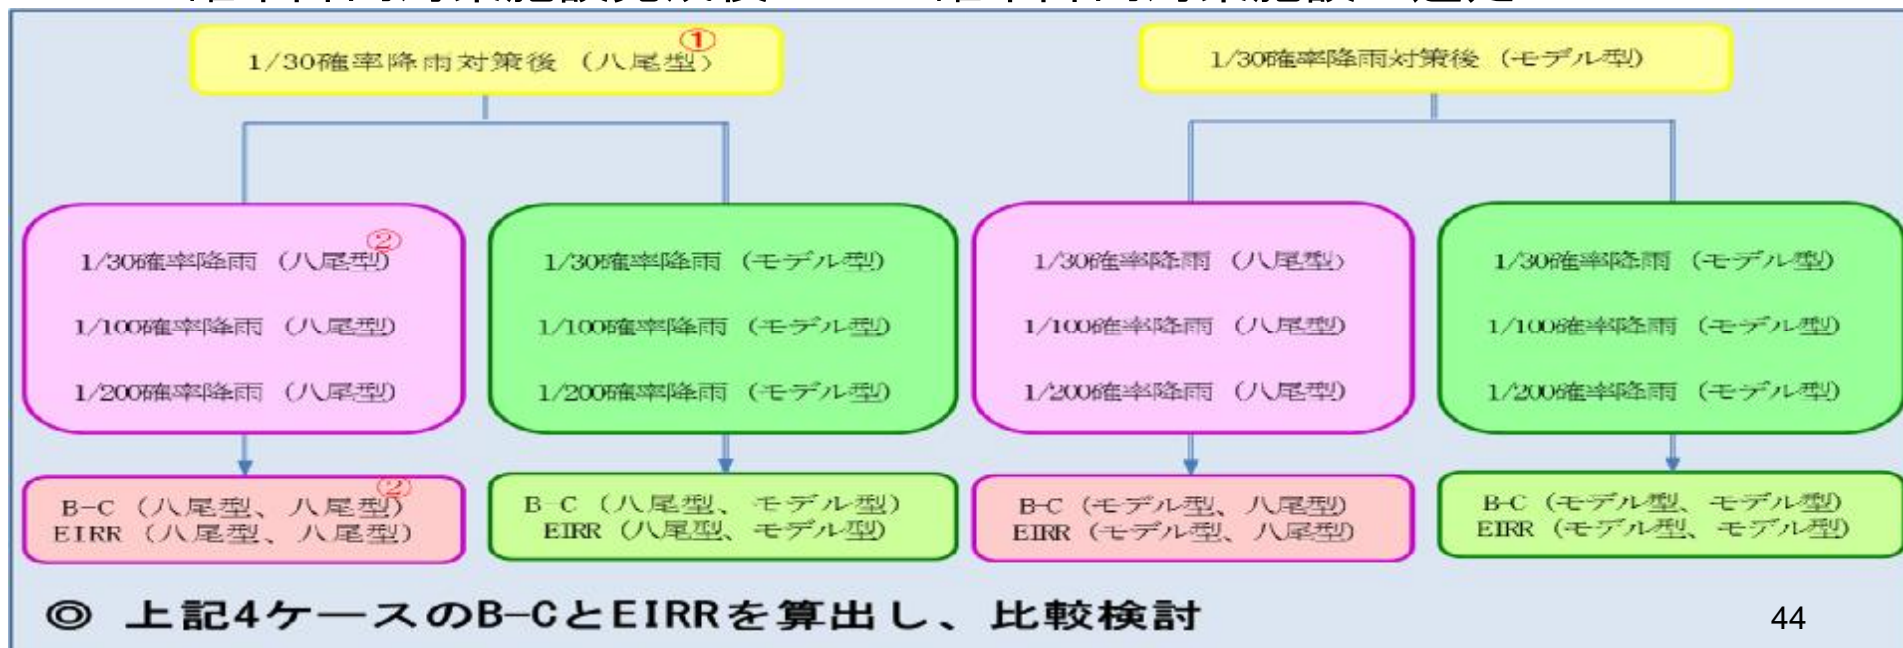 1/30確率降雨対策後（八尾型）①
1/30確率降雨対策後（モデル型）
1/30確率降雨（八尾型）②
1/100確率降雨（八尾型）
1/200確率降雨（八尾型）
1/30確率降雨（モデル型）
1/100確率降雨（モデル型）
1/200確率降雨（モデル型）
1/30確率降雨（八尾型）
1/100確率降雨（八尾型）
1/200確率降雨（八尾型）
1/30確率降雨（モデル型）
1/100確率降雨（モデル型）
1/200確率降雨（モデル型）
B-C（八尾型、八尾型）②
EIRR（八尾型、八尾型）
B-C（八尾型、モデル型）
EIRR（八尾型、モデル型）
B-C（モデル型、八尾型）
EIRR（モデル型、八尾型）
B-C（モデル型、モデル型）
EIRR（モデル型、モデル型）
◎ 上記4ケースのB-CとEIRRを算出し、比較検討
44